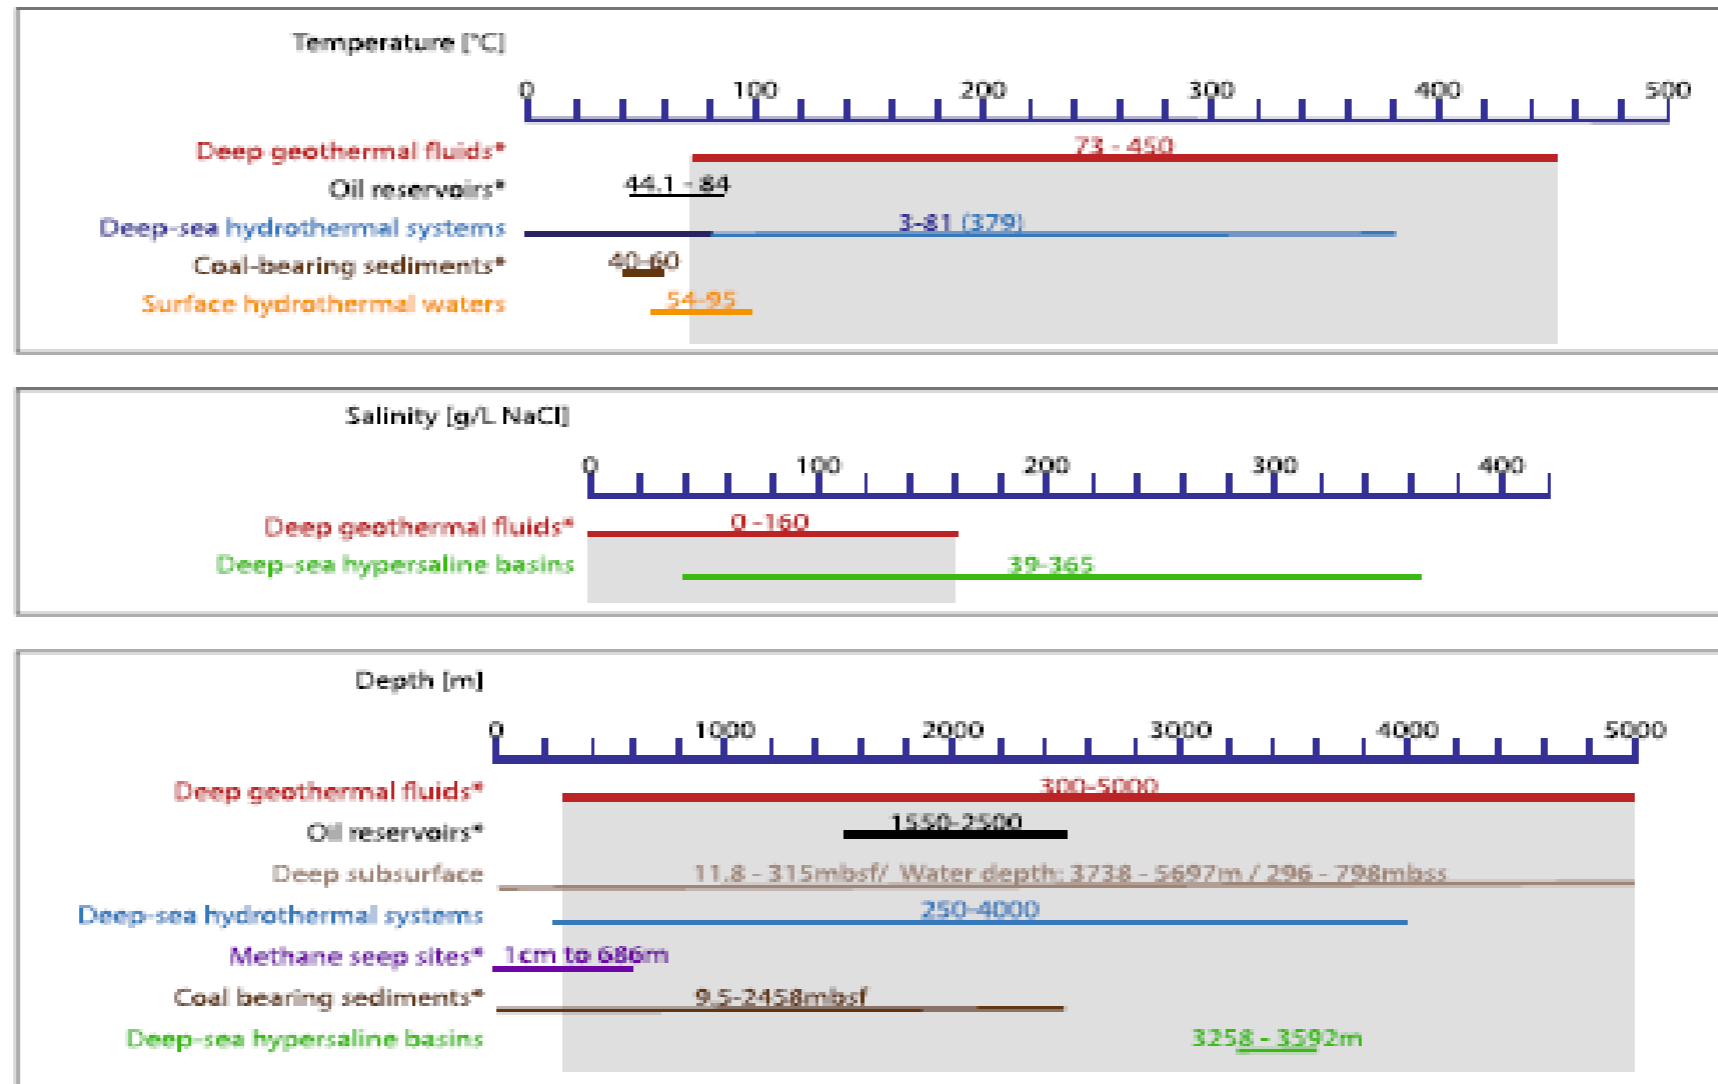 Temperature [°C]
0 100 200 300 400 500
Deep geothermal fluids* 73 - 450
Oil reservoirs* 44.1 - 84
Deep-sea hydrothermal systems 3-81 (379)
Coal-bearing sediments* 40-60
Surface hydrothermal waters 54-95
Salinity [g/L NaCl]
0 100 200 300 400
Deep geothermal fluids* 0 -160
Deep-sea hypersaline basins 39-365
Depth [m]
0 1000 2000 3000 4000 5000
Deep geothermal fluids* 300-5000
Oil reservoirs* 1550-2500
Deep subsurface 11.8 - 315mbsf/ Water depth: 3738 - 5697m / 296 - 798mbss
Deep-sea hydrothermal systems 250-4000
Methane seep sites* 1cm to 686m
Coal bearing sediments* 9.5-2458mbsf
Deep-sea hypersaline basins 3258 - 3592m